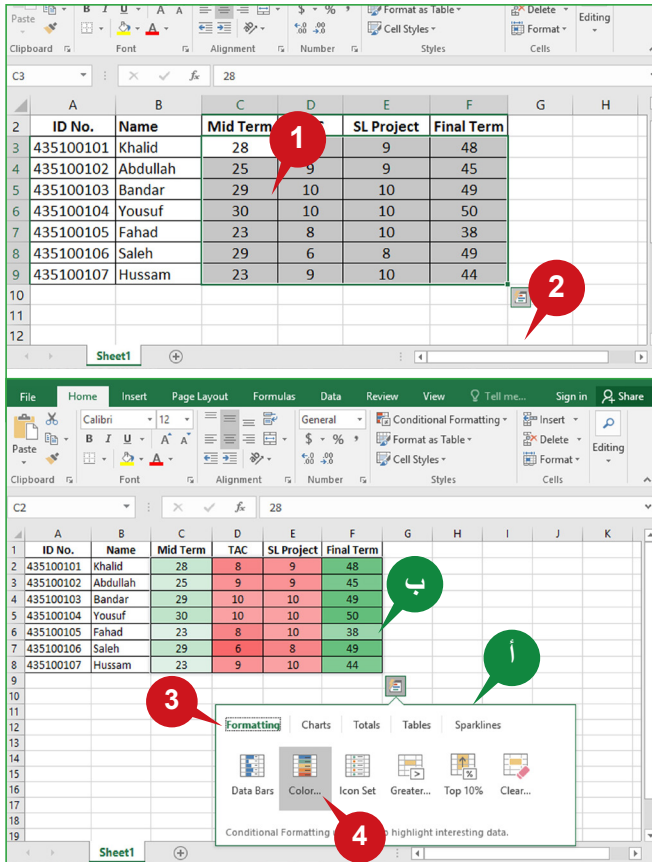 Paste B I U A A $ % , Format as Table Delete Editing
Cell Styles Format
Clipboard Font Alignment Number Styles Cells
C3 fx 28
A B C D E F G H
2 ID No. Name Mid Term SL Project Final Term
3 435100101 Khalid 28 9 48
4 435100102 Abdullah 25 9 9 45
5 435100103 Bandar 29 10 10 49
6 435100104 Yousuf 30 10 10 50
7 435100105 Fahad 23 8 10 38
8 435100106 Saleh 29 6 8 49
9 435100107 Hussam 23 9 10 44
10
11
12
1
2
Sheet1
File Home Insert Page Layout Formulas Data Review View Tell me... Sign in Share
Calibri 12 General Conditional Formatting Insert
Paste B I U A A $ % , Format as Table Delete Editing
A Cell Styles Format
Clipboard Font Alignment Number Styles Cells
C2 fx 28
A B C D E F G H I J K
1 ID No. Name Mid Term TAC SL Project Final Term
2 435100101 Khalid 28 8 9 48
3 435100102 Abdullah 25 9 9 45
4 435100103 Bandar 29 10 10 49
5 435100104 Yousuf 30 10 10 50
6 435100105 Fahad 23 8 10 38
7 435100106 Saleh 29 6 8 49
8 435100107 Hussam 23 9 10 44
9
10
11
12
13
14
15
16
17
18
19
ب
أ
3
Formatting Charts Totals Tables Sparklines
Data Bars Color... Icon Set Greater... Top 10% Clear...
4
Conditional Formatting highlight interesting data.
Sheet1